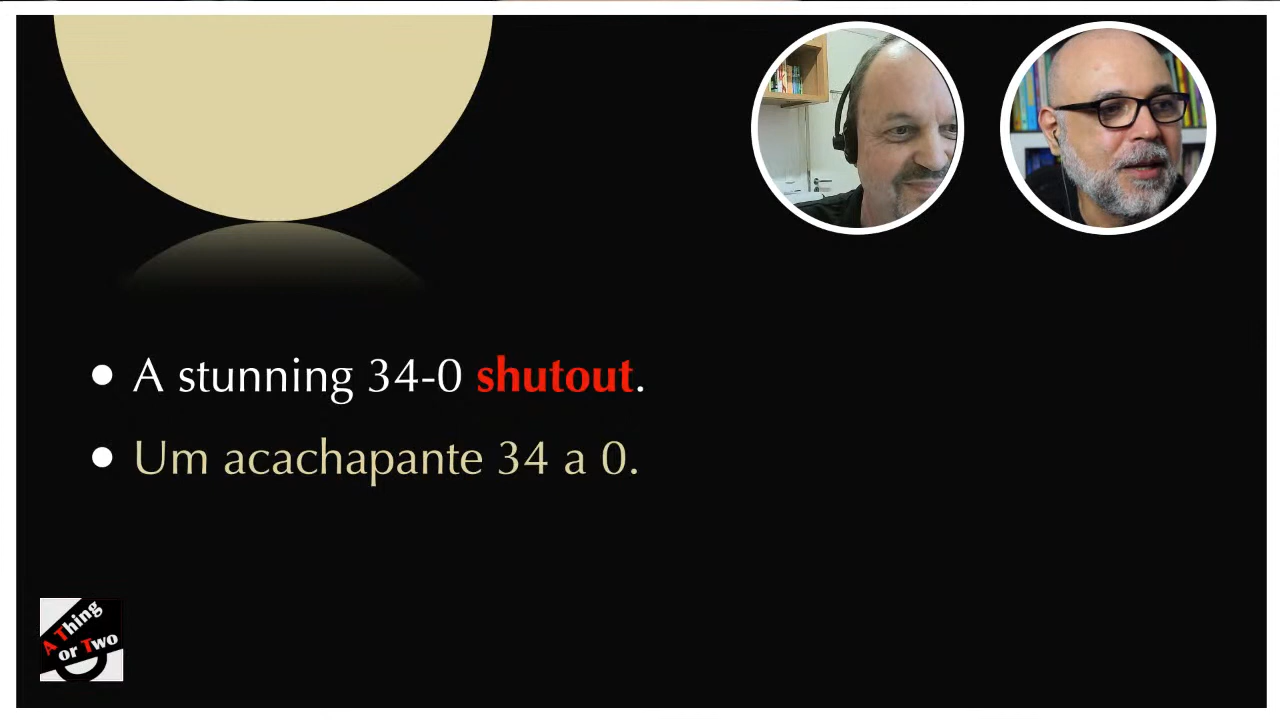 • A stunning 34-0 shutout.
• Um acachapante 34 a 0.
A Thing
or Two